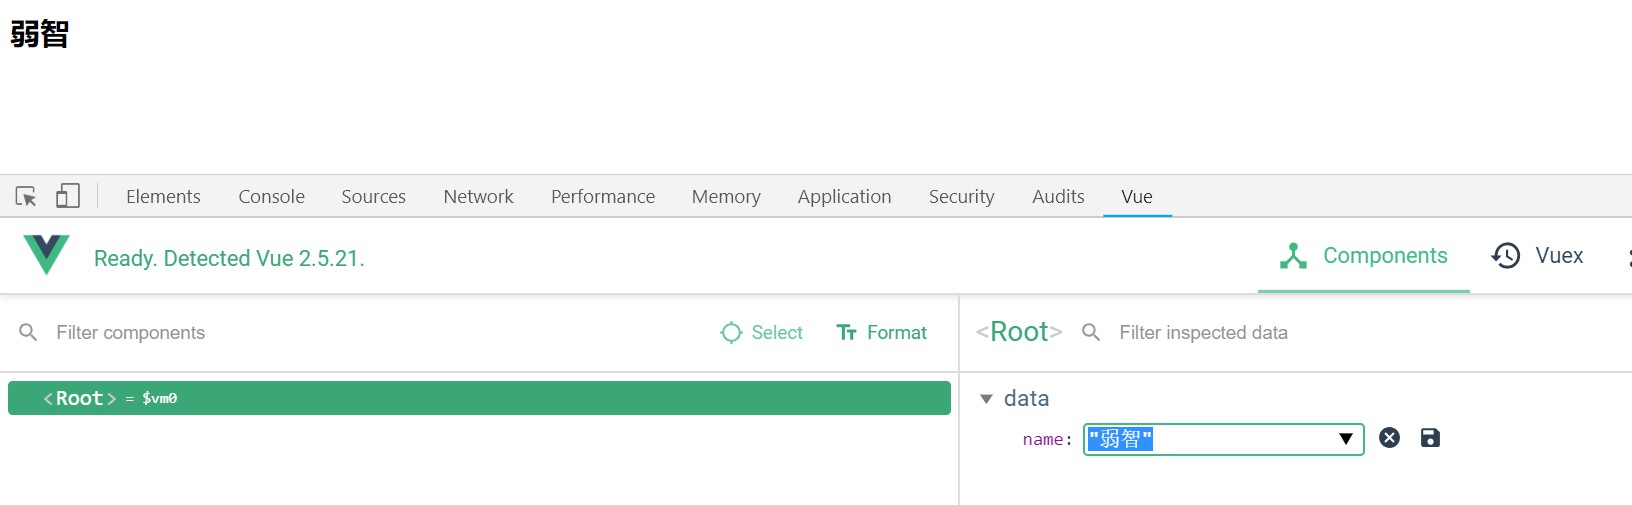 弱智
Elements Console Sources Network Performance Memory Application Security Audits Vue
Ready. Detected Vue 2.5.21. Components Vuex
Filter components Select Format <Root> Filter inspected data
<Root> = $vm0 data
name: "弱智"